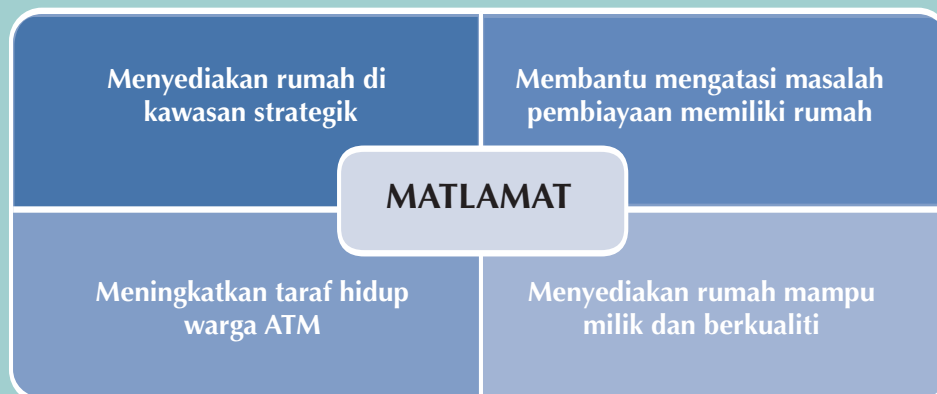 Menyediakan rumah di
kawasan strategik
Membantu mengatasi masalah
pembiayaan memiliki rumah
MATLAMAT
Meningkatkan taraf hidup
warga ATM
Menyediakan rumah mampu
milik dan berkualiti